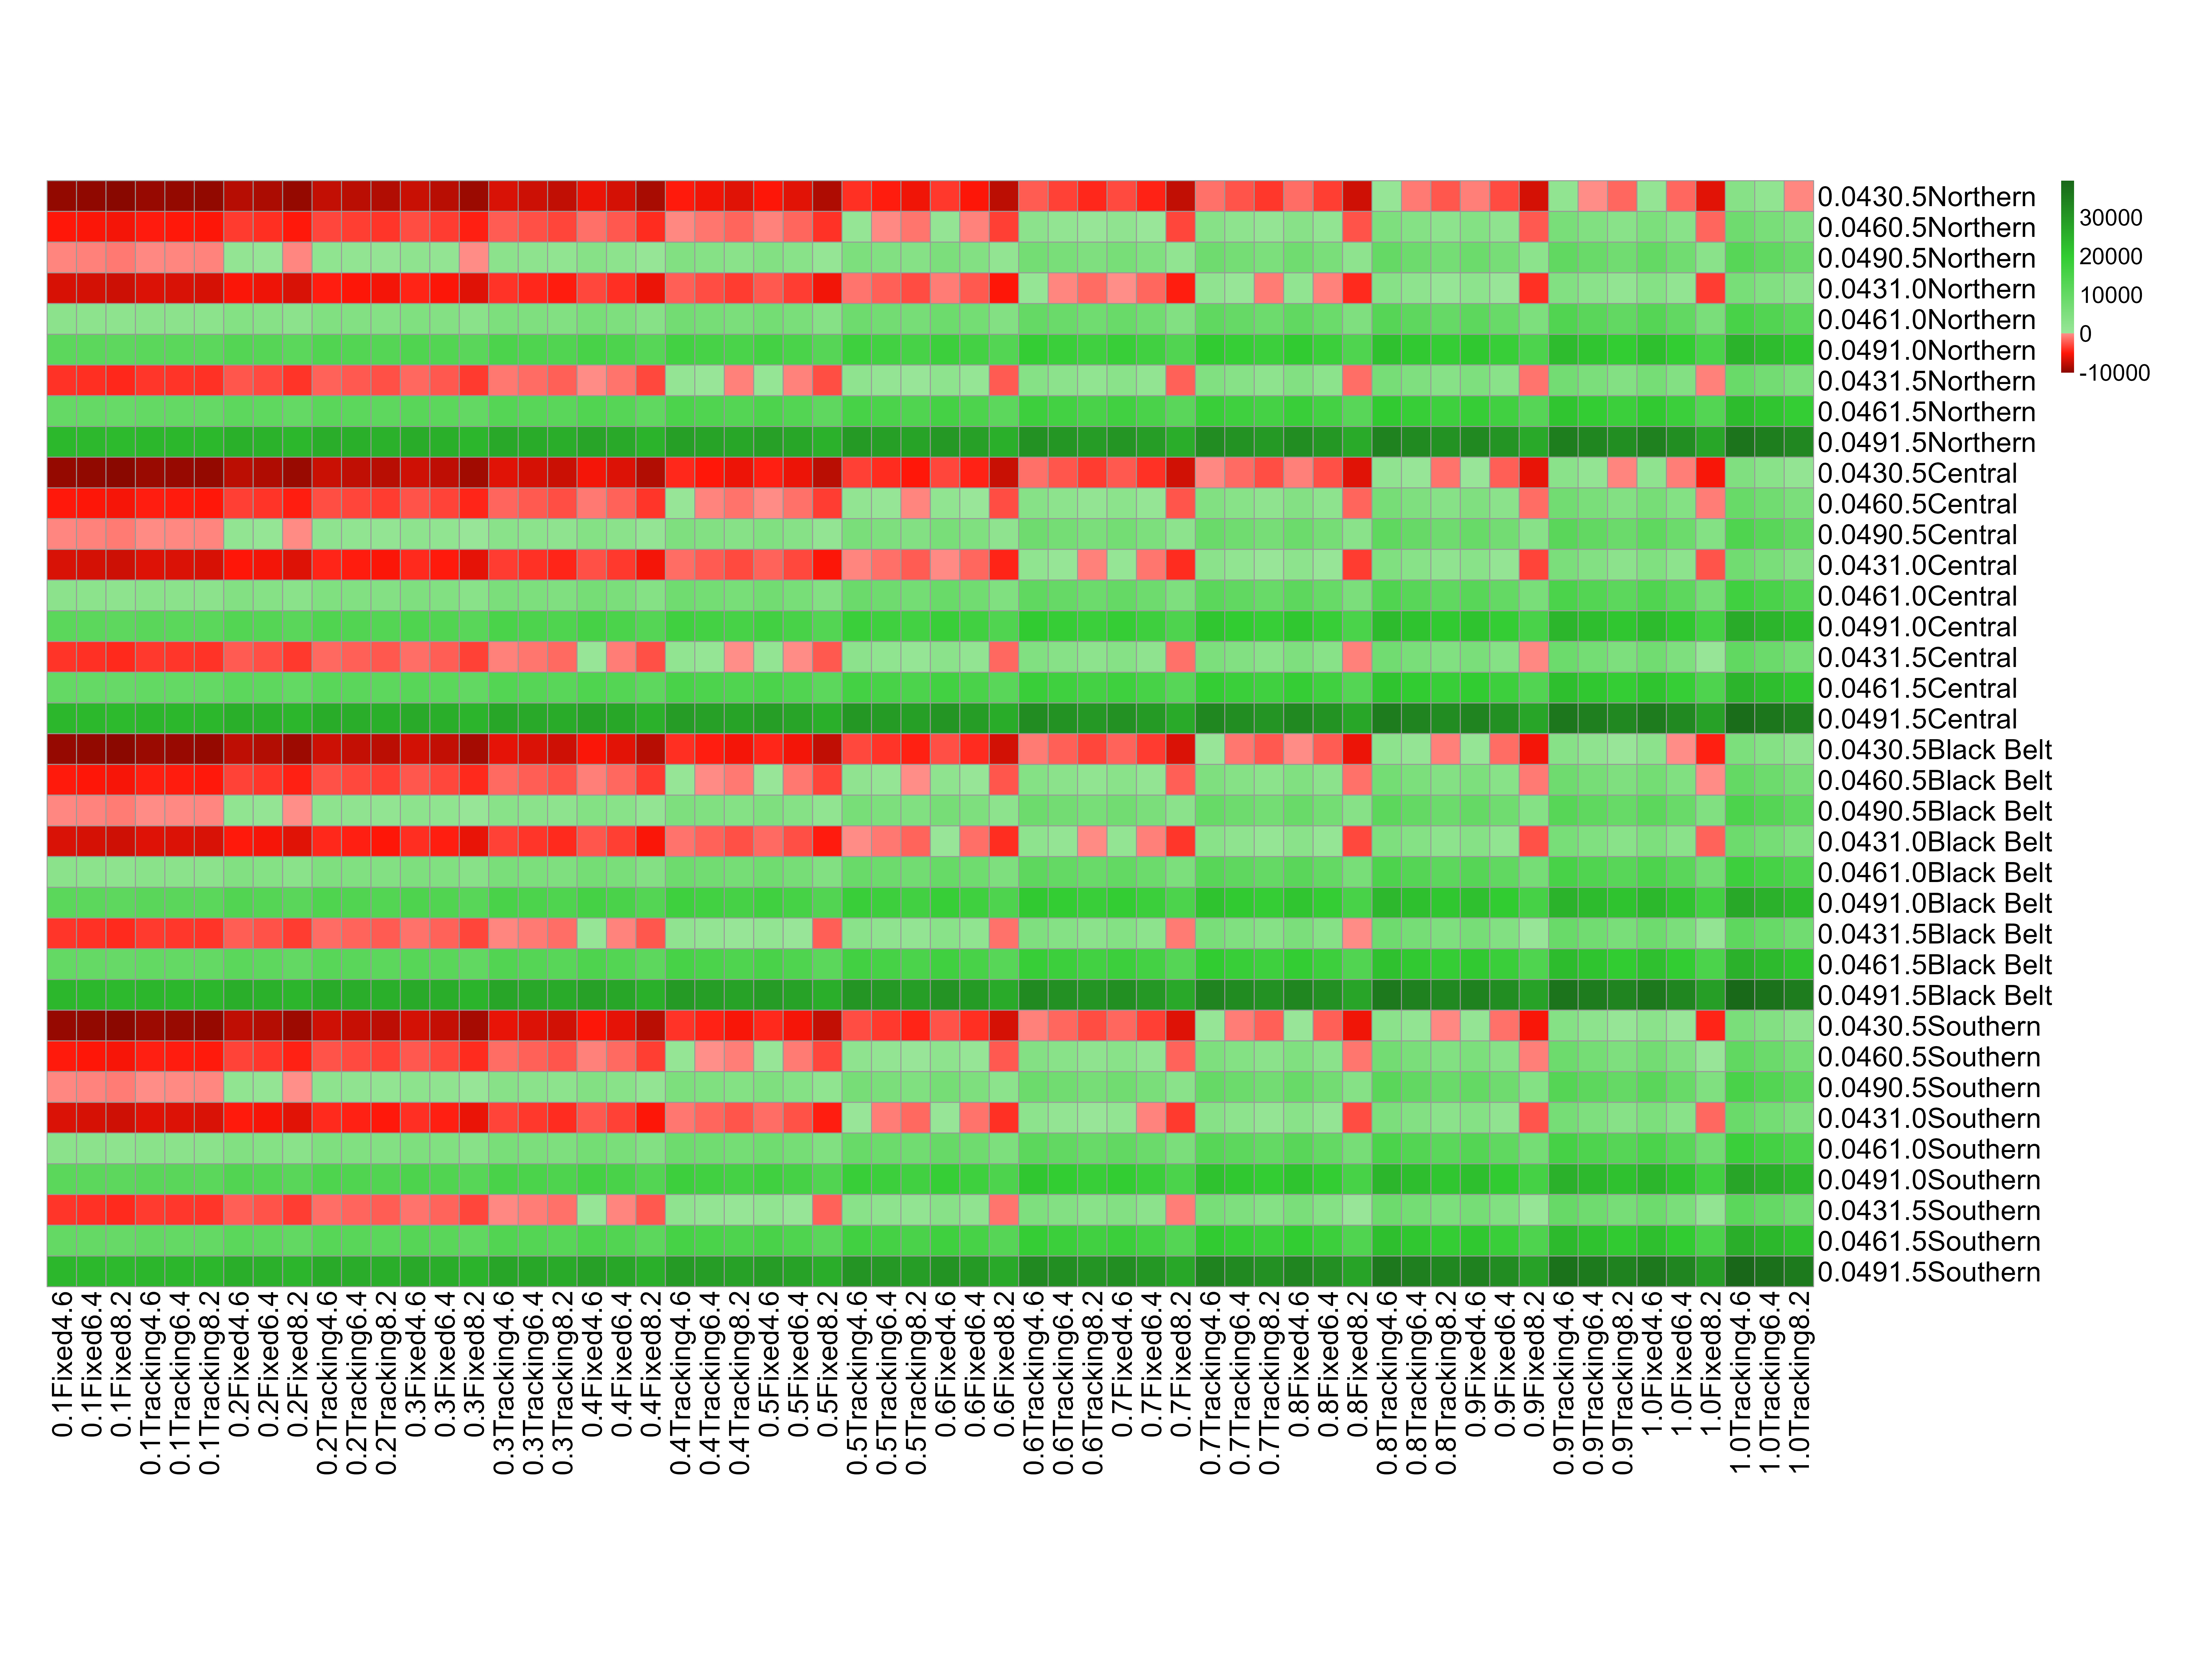 0.0430.5Northern
0.0460.5Northern
0.0490.5Northern
0.0431.0Northern
0.0461.0Northern
0.0491.0Northern
0.0431.5Northern
0.0461.5Northern
0.0491.5Northern
0.0430.5Central
0.0460.5Central
0.0490.5Central
0.0431.0Central
0.0461.0Central
0.0491.0Central
0.0431.5Central
0.0461.5Central
0.0491.5Central
0.0430.5Black Belt
0.0460.5Black Belt
0.0490.5Black Belt
0.0431.0Black Belt
0.0461.0Black Belt
0.0491.0Black Belt
0.0431.5Black Belt
0.0461.5Black Belt
0.0491.5Black Belt
0.0430.5Southern
0.0460.5Southern
0.0490.5Southern
0.0431.0Southern
0.0461.0Southern
0.0491.0Southern
0.0431.5Southern
0.0461.5Southern
0.0491.5Southern
30000
20000
10000
0
-10000
0.1Fixed4.6
0.1Fixed6.4
0.1Fixed8.2
0.1Tracking4.6
0.1Tracking6.4
0.1Tracking8.2
0.2Fixed4.6
0.2Fixed6.4
0.2Fixed8.2
0.2Tracking4.6
0.2Tracking6.4
0.2Tracking8.2
0.3Fixed4.6
0.3Fixed6.4
0.3Fixed8.2
0.3Tracking4.6
0.3Tracking6.4
0.3Tracking8.2
0.4Fixed4.6
0.4Fixed6.4
0.4Fixed8.2
0.4Tracking4.6
0.4Tracking6.4
0.4Tracking8.2
0.5Fixed4.6
0.5Fixed6.4
0.5Fixed8.2
0.5Tracking4.6
0.5Tracking6.4
0.5Tracking8.2
0.6Fixed4.6
0.6Fixed6.4
0.6Fixed8.2
0.6Tracking4.6
0.6Tracking6.4
0.6Tracking8.2
0.7Fixed4.6
0.7Fixed6.4
0.7Fixed8.2
0.7Tracking4.6
0.7Tracking6.4
0.7Tracking8.2
0.8Fixed4.6
0.8Fixed6.4
0.8Fixed8.2
0.8Tracking4.6
0.8Tracking6.4
0.8Tracking8.2
0.9Fixed4.6
0.9Fixed6.4
0.9Fixed8.2
0.9Tracking4.6
0.9Tracking6.4
0.9Tracking8.2
1.0Fixed4.6
1.0Fixed6.4
1.0Fixed8.2
1.0Tracking4.6
1.0Tracking6.4
1.0Tracking8.2